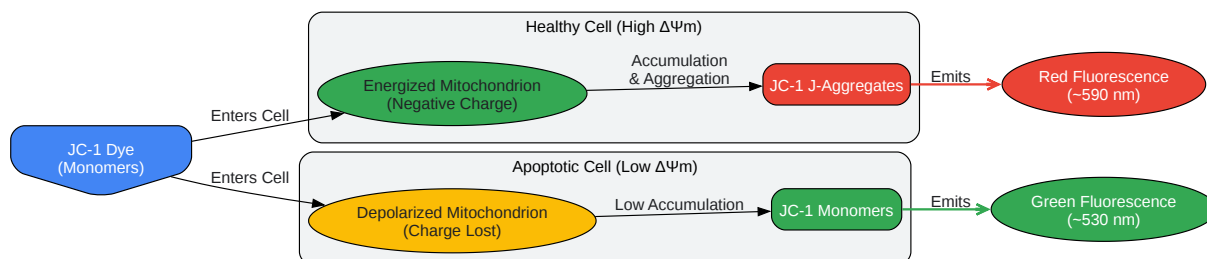 Healthy Cell (High ΔΨm)
Accumulation
& Aggregation
Energized Mitochondrion
(Negative Charge)
JC-1 J-Aggregates
Emits
Red Fluorescence
(~590 nm)
Enters Cell
JC-1 Dye
(Monomers)
Enters Cell
Apoptotic Cell (Low ΔΨm)
Depolarized Mitochondrion
(Charge Lost)
Low Accumulation
JC-1 Monomers
Emits
Green Fluorescence
(~530 nm)